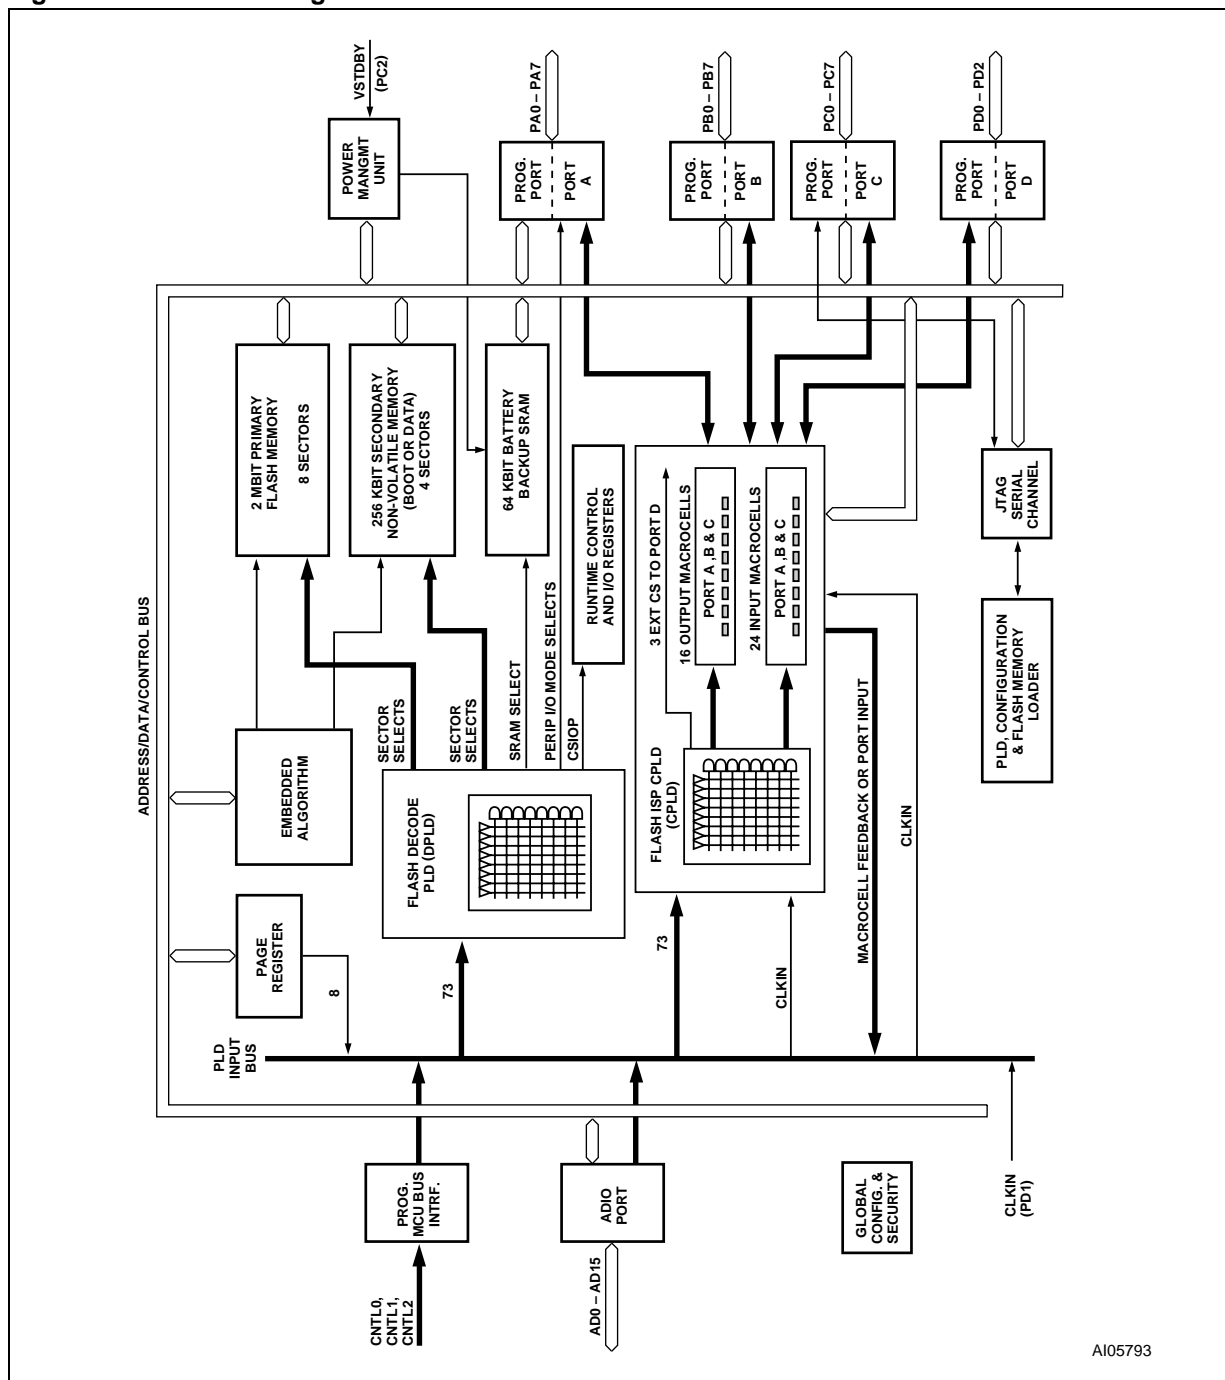 VSTDBY
(PC2)
PA0 – PA7
PB0 – PB7
PC0 – PC7
PD0 – PD2
POWER
MANGMT
UNIT
PROG.
PORT
PORT
A
PROG.
PORT
PORT
B
PROG.
PORT
PORT
C
PROG.
PORT
PORT
D
ADDRESS/DATA/CONTROL BUS
2 MBIT PRIMARY
FLASH MEMORY
8 SECTORS
256 KBIT SECONDARY
NON-VOLATILE MEMORY
(BOOT OR DATA)
4 SECTORS
64 KBIT BATTERY
BACKUP SRAM
RUNTIME CONTROL
AND I/O REGISTERS
3 EXT CS TO PORT D
16 OUTPUT MACROCELLS
PORT A ,B & C
24 INPUT MACROCELLS
PORT A ,B & C
JTAG
SERIAL
CHANNEL
PLD, CONFIGURATION
& FLASH MEMORY
LOADER
SECTOR
SELECTS
SECTOR
SELECTS
SRAM SELECT
PERIP I/O MODE SELECTS
CSIOP
EMBEDDED
ALGORITHM
FLASH DECODE
PLD (DPLD)
FLASH ISP CPLD
(CPLD)
MACROCELL FEEDBACK OR PORT INPUT
CLKIN
PAGE
REGISTER
8
73
73
CLKIN
PLD
INPUT
BUS
PROG.
MCU BUS
INTRF.
ADIO
PORT
GLOBAL
CONFIG. &
SECURITY
CLKIN
(PD1)
CNTL0,
CNTL1,
CNTL2
AD0 – AD15
AI05793